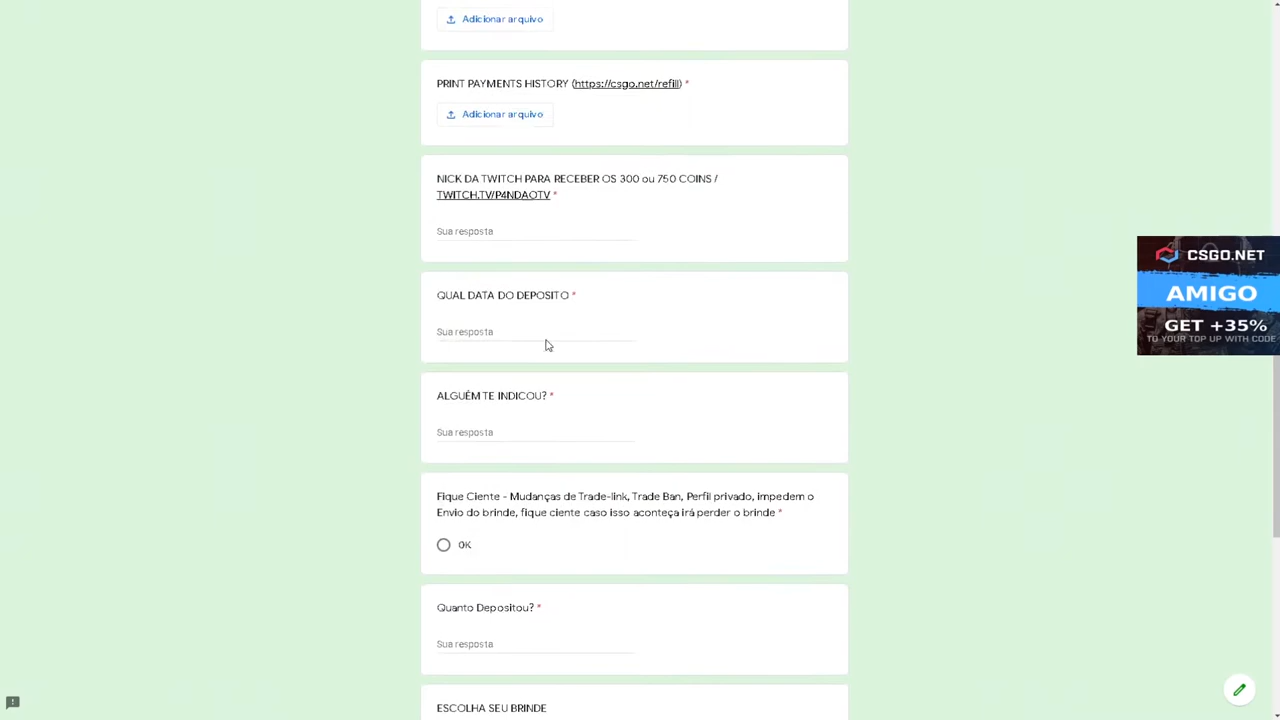 Adicionar arquivo
PRINT PAYMENTS HISTORY (https://csgo.net/refill) *
Adicionar arquivo
NICK DA TWITCH PARA RECEBER OS 300 ou 750 COINS /
TWITCH.TV/P4NDAOTV *
Sua resposta
QUAL DATA DO DEPOSITO *
Sua resposta
ALGUÉM TE INDICOU? *
Sua resposta
Fique Ciente - Mudanças de Trade-link, Trade Ban, Perfil privado, impedem o
Envio do brinde, fique ciente caso isso aconteça irá perder o brinde *
OK
Quanto Depositou? *
Sua resposta
ESCOLHA SEU BRINDE
CSGO.NET
AMIGO
GET +35%
TO YOUR TOP UP WITH CODE